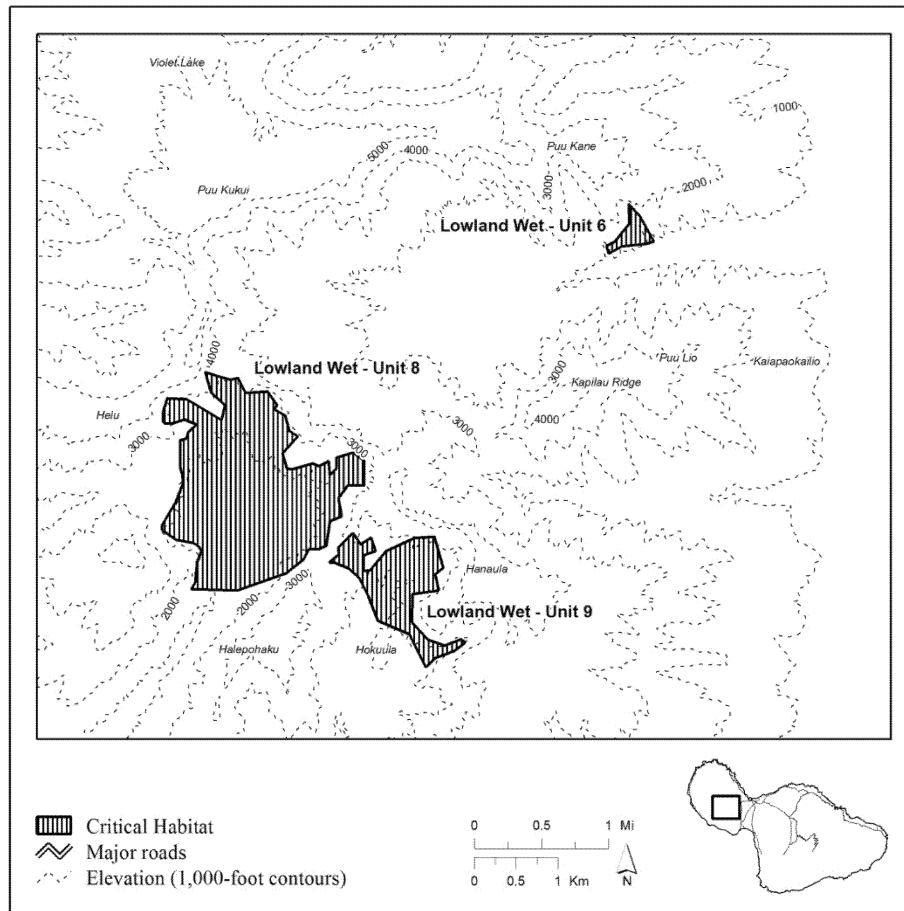 Violet Lake
1000
5000
4000
Puu Kane
Puu Kukui
3000
2000
Lowland Wet - Unit 6
4000
Lowland Wet - Unit 8
3000
Puu Lio
Kaiapaokailio
Kapilau Ridge
Helu
3000
3000
4000
3000
Hanaula
2000
2000
3000
Lowland Wet - Unit 9
Halepohaku
Hokuula
Critical Habitat
Major roads
Elevation (1,000-foot contours)
0 0.5 1 Mi
0 0.5 1 Km
N